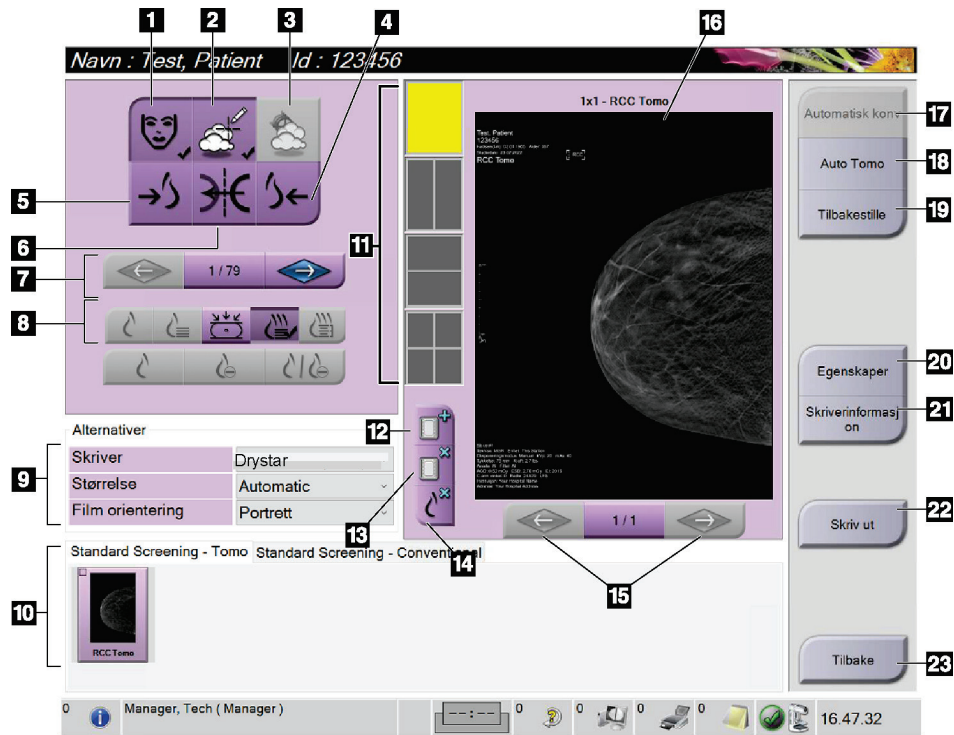 1 2 3 4 16
Navn : Test, Patient Id : 123456
5 6 7 8 9 10 11 12 13 14 15
1 / 79
Alternativer
Skriver Drystar
Størrelse Automatic
Film orientering Portrett
Standard Screening - Tomo Standard Screening - Conventional
RCC Tomo
1x1 - RCC Tomo
Test, Patient
123456
RCC Tomo
RCC
1 / 1
Automatisk konv 17
Auto Tomo 18
Tilbakestille 19
Egenskaper 20
Skriverinformasj
on 21
Skriv ut 22
Tilbake 23
0 Manager, Tech ( Manager ) --:-- 0 0 0 16.47.32